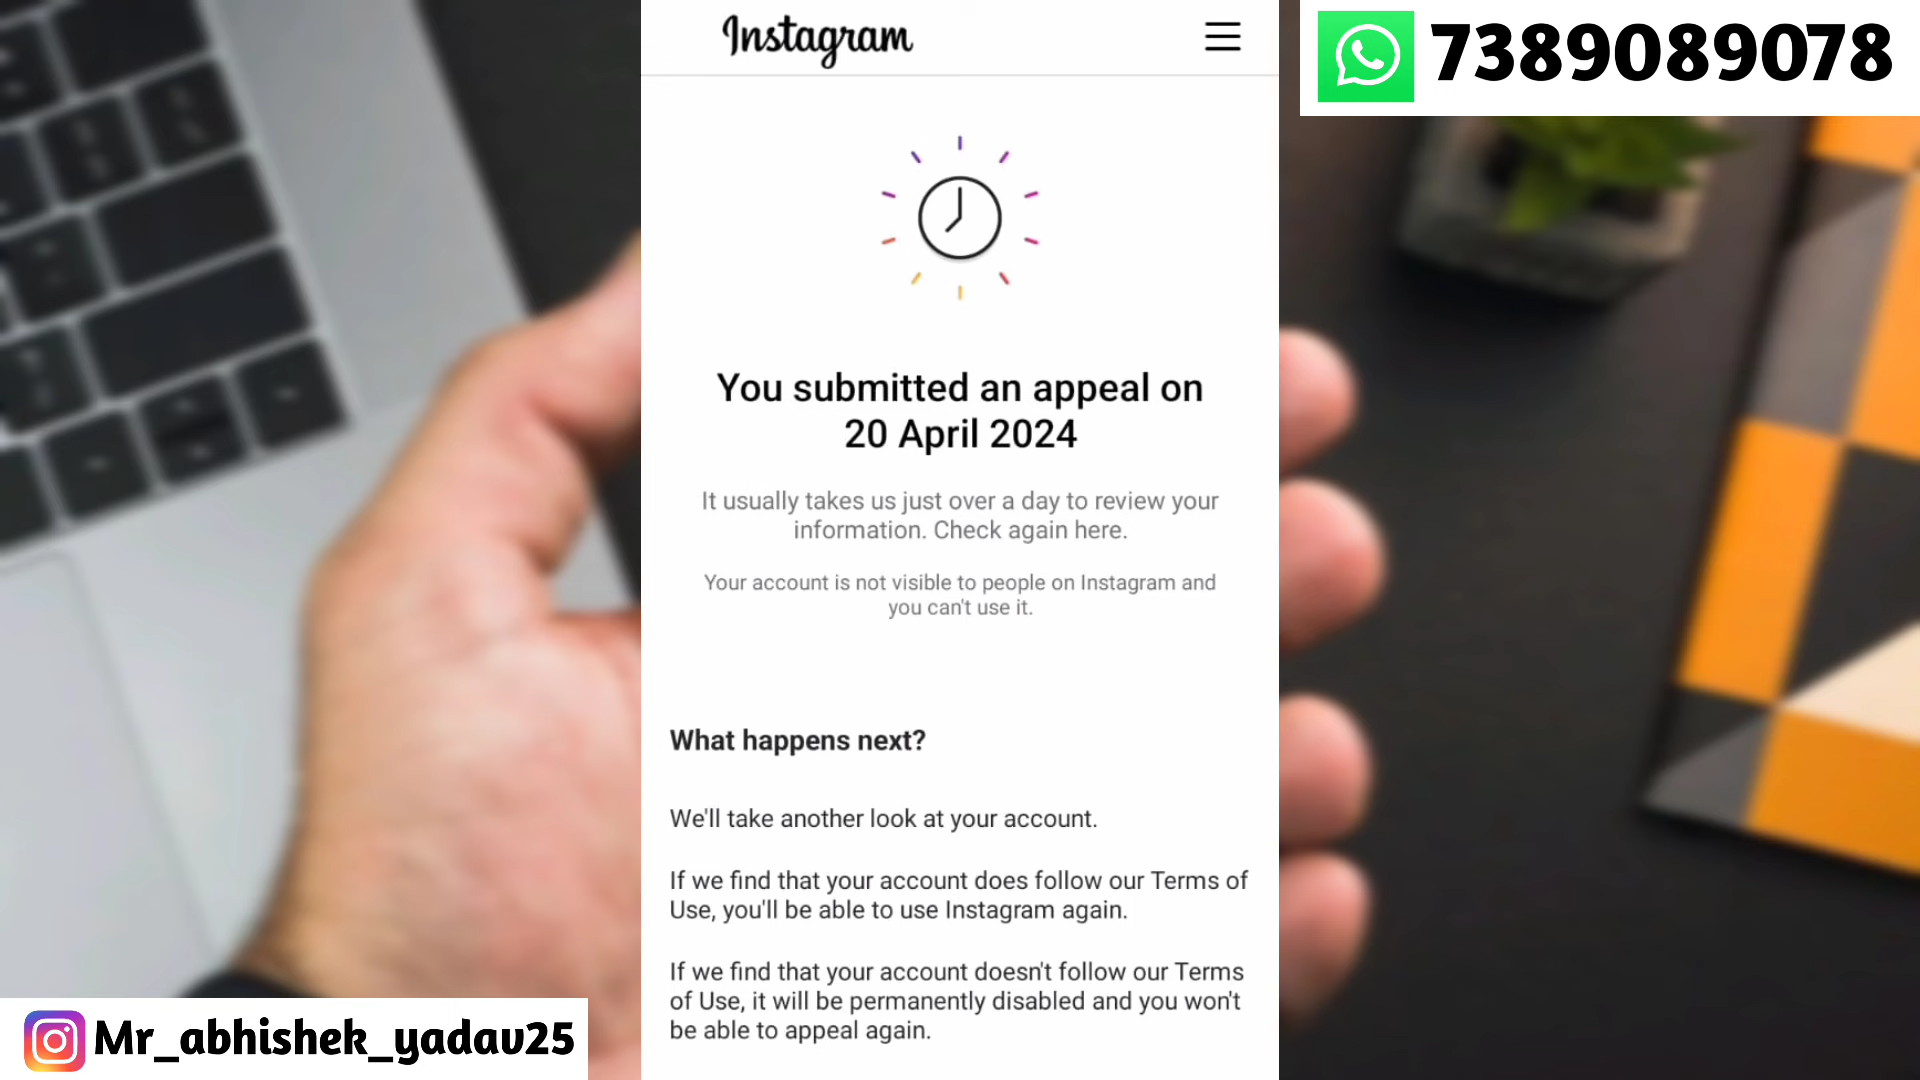 Instagram
7389089078
You submitted an appeal on
20 April 2024
It usually takes us just over a day to review your
information. Check again here.
Your account is not visible to people on Instagram and
you can't use it.
What happens next?
We'll take another look at your account.
If we find that your account does follow our Terms of
Use, you'll be able to use Instagram again.
If we find that your account doesn't follow our Terms
of Use, it will be permanently disabled and you won't
be able to appeal again.
Mr_abhishek_yadav25